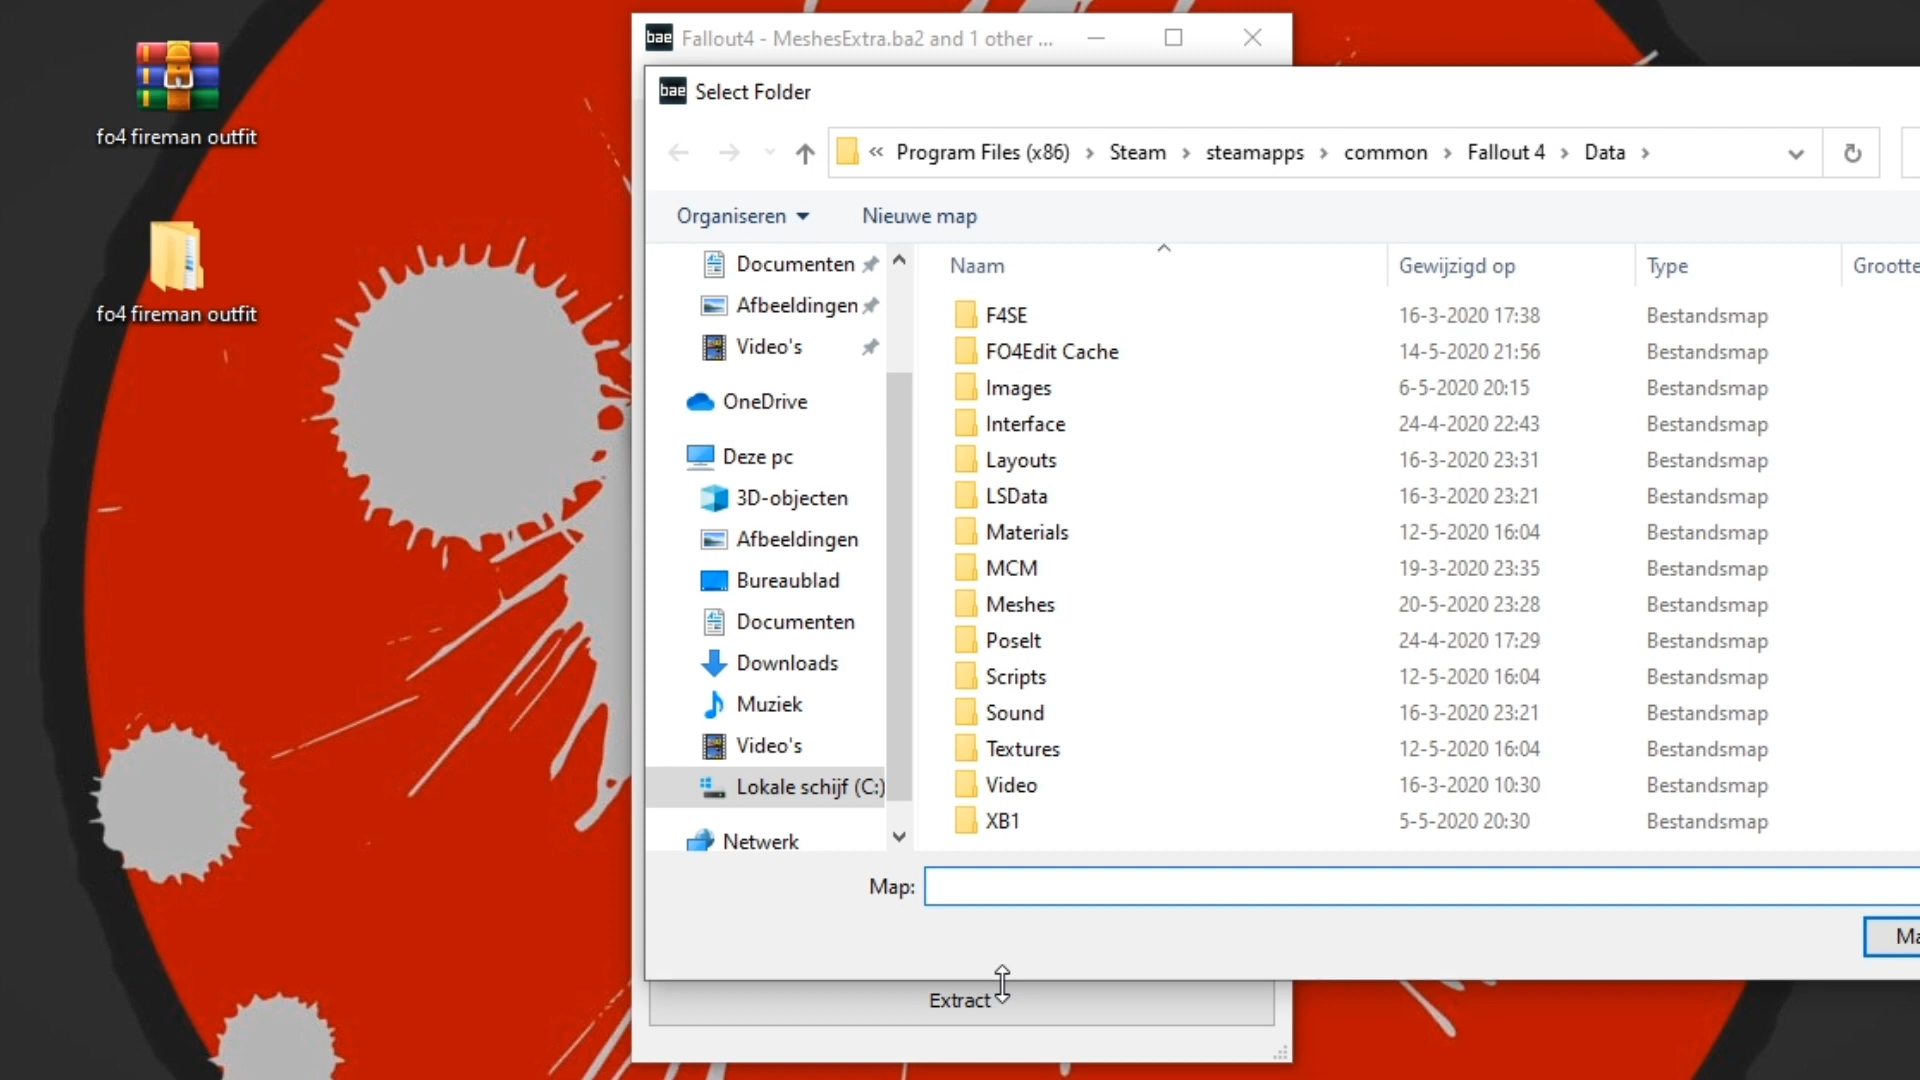 fo4 fireman outfit
fo4 fireman outfit
bae Fallout4 - MeshesExtra.ba2 and 1 other ...
bae Select Folder
« Program Files (x86) › Steam › steamapps › common › Fallout 4 › Data ›
Organiseren Nieuwe map
Documenten
Afbeeldingen
Video's
OneDrive
Deze pc
3D-objecten
Afbeeldingen
Bureaublad
Documenten
Downloads
Muziek
Video's
Lokale schijf (C:)
Netwerk
Naam Gewijzigd op Type Grootte
F4SE 16-3-2020 17:38 Bestandsmap
FO4Edit Cache 14-5-2020 21:56 Bestandsmap
Images 6-5-2020 20:15 Bestandsmap
Interface 24-4-2020 22:43 Bestandsmap
Layouts 16-3-2020 23:31 Bestandsmap
LSData 16-3-2020 23:21 Bestandsmap
Materials 12-5-2020 16:04 Bestandsmap
MCM 19-3-2020 23:35 Bestandsmap
Meshes 20-5-2020 23:28 Bestandsmap
PoseIt 24-4-2020 17:29 Bestandsmap
Scripts 12-5-2020 16:04 Bestandsmap
Sound 16-3-2020 23:21 Bestandsmap
Textures 12-5-2020 16:04 Bestandsmap
Video 16-3-2020 10:30 Bestandsmap
XB1 5-5-2020 20:30 Bestandsmap
Map:
Extract